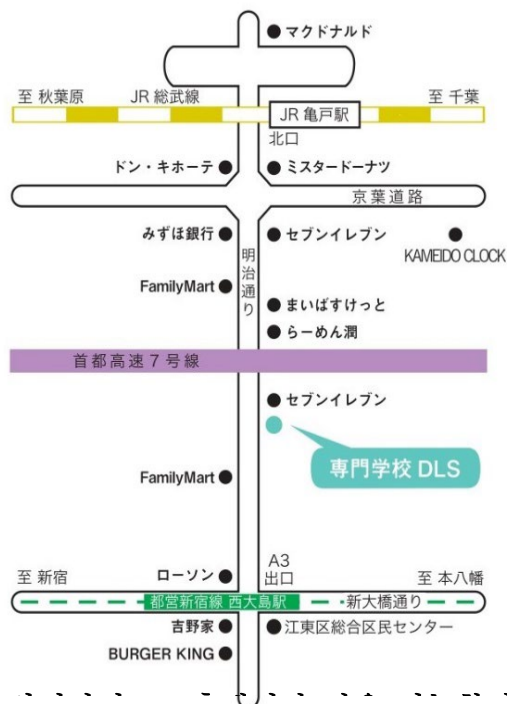 マクドナルド
至 秋葉原
JR 総武線
JR 亀戸駅
至 千葉
北口
ドン・キホーテ
ミスタードーナツ
京葉道路
みずほ銀行
セブンイレブン
明治通り
KAMEIDO CLOCK
FamilyMart
まいばすけっと
らーめん潤
首都高速7号線
セブンイレブン
専門学校 DLS
FamilyMart
A3
出口
至 新宿
ローソン
至 本八幡
都営新宿線 西大島駅
新大橋通り
吉野家
江東区総合区民センター
BURGER KING